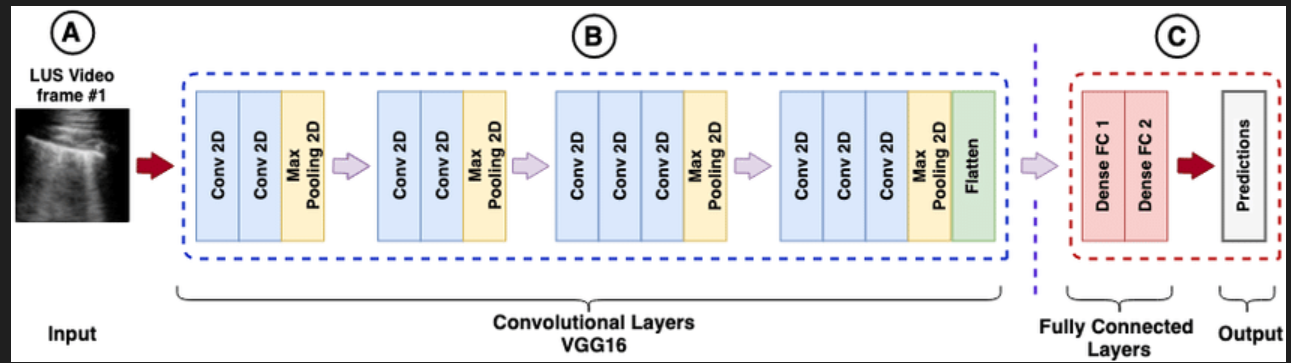 A
B
C
LUS Video
frame #1
Conv 2D
Conv 2D
Max
Pooling 2D
Conv 2D
Conv 2D
Max
Pooling 2D
Conv 2D
Conv 2D
Conv 2D
Max
Pooling 2D
Conv 2D
Conv 2D
Conv 2D
Max
Pooling 2D
Flatten
Dense FC 1
Dense FC 2
Predictions
Input
Convolutional Layers
VGG16
Fully Connected
Layers
Output